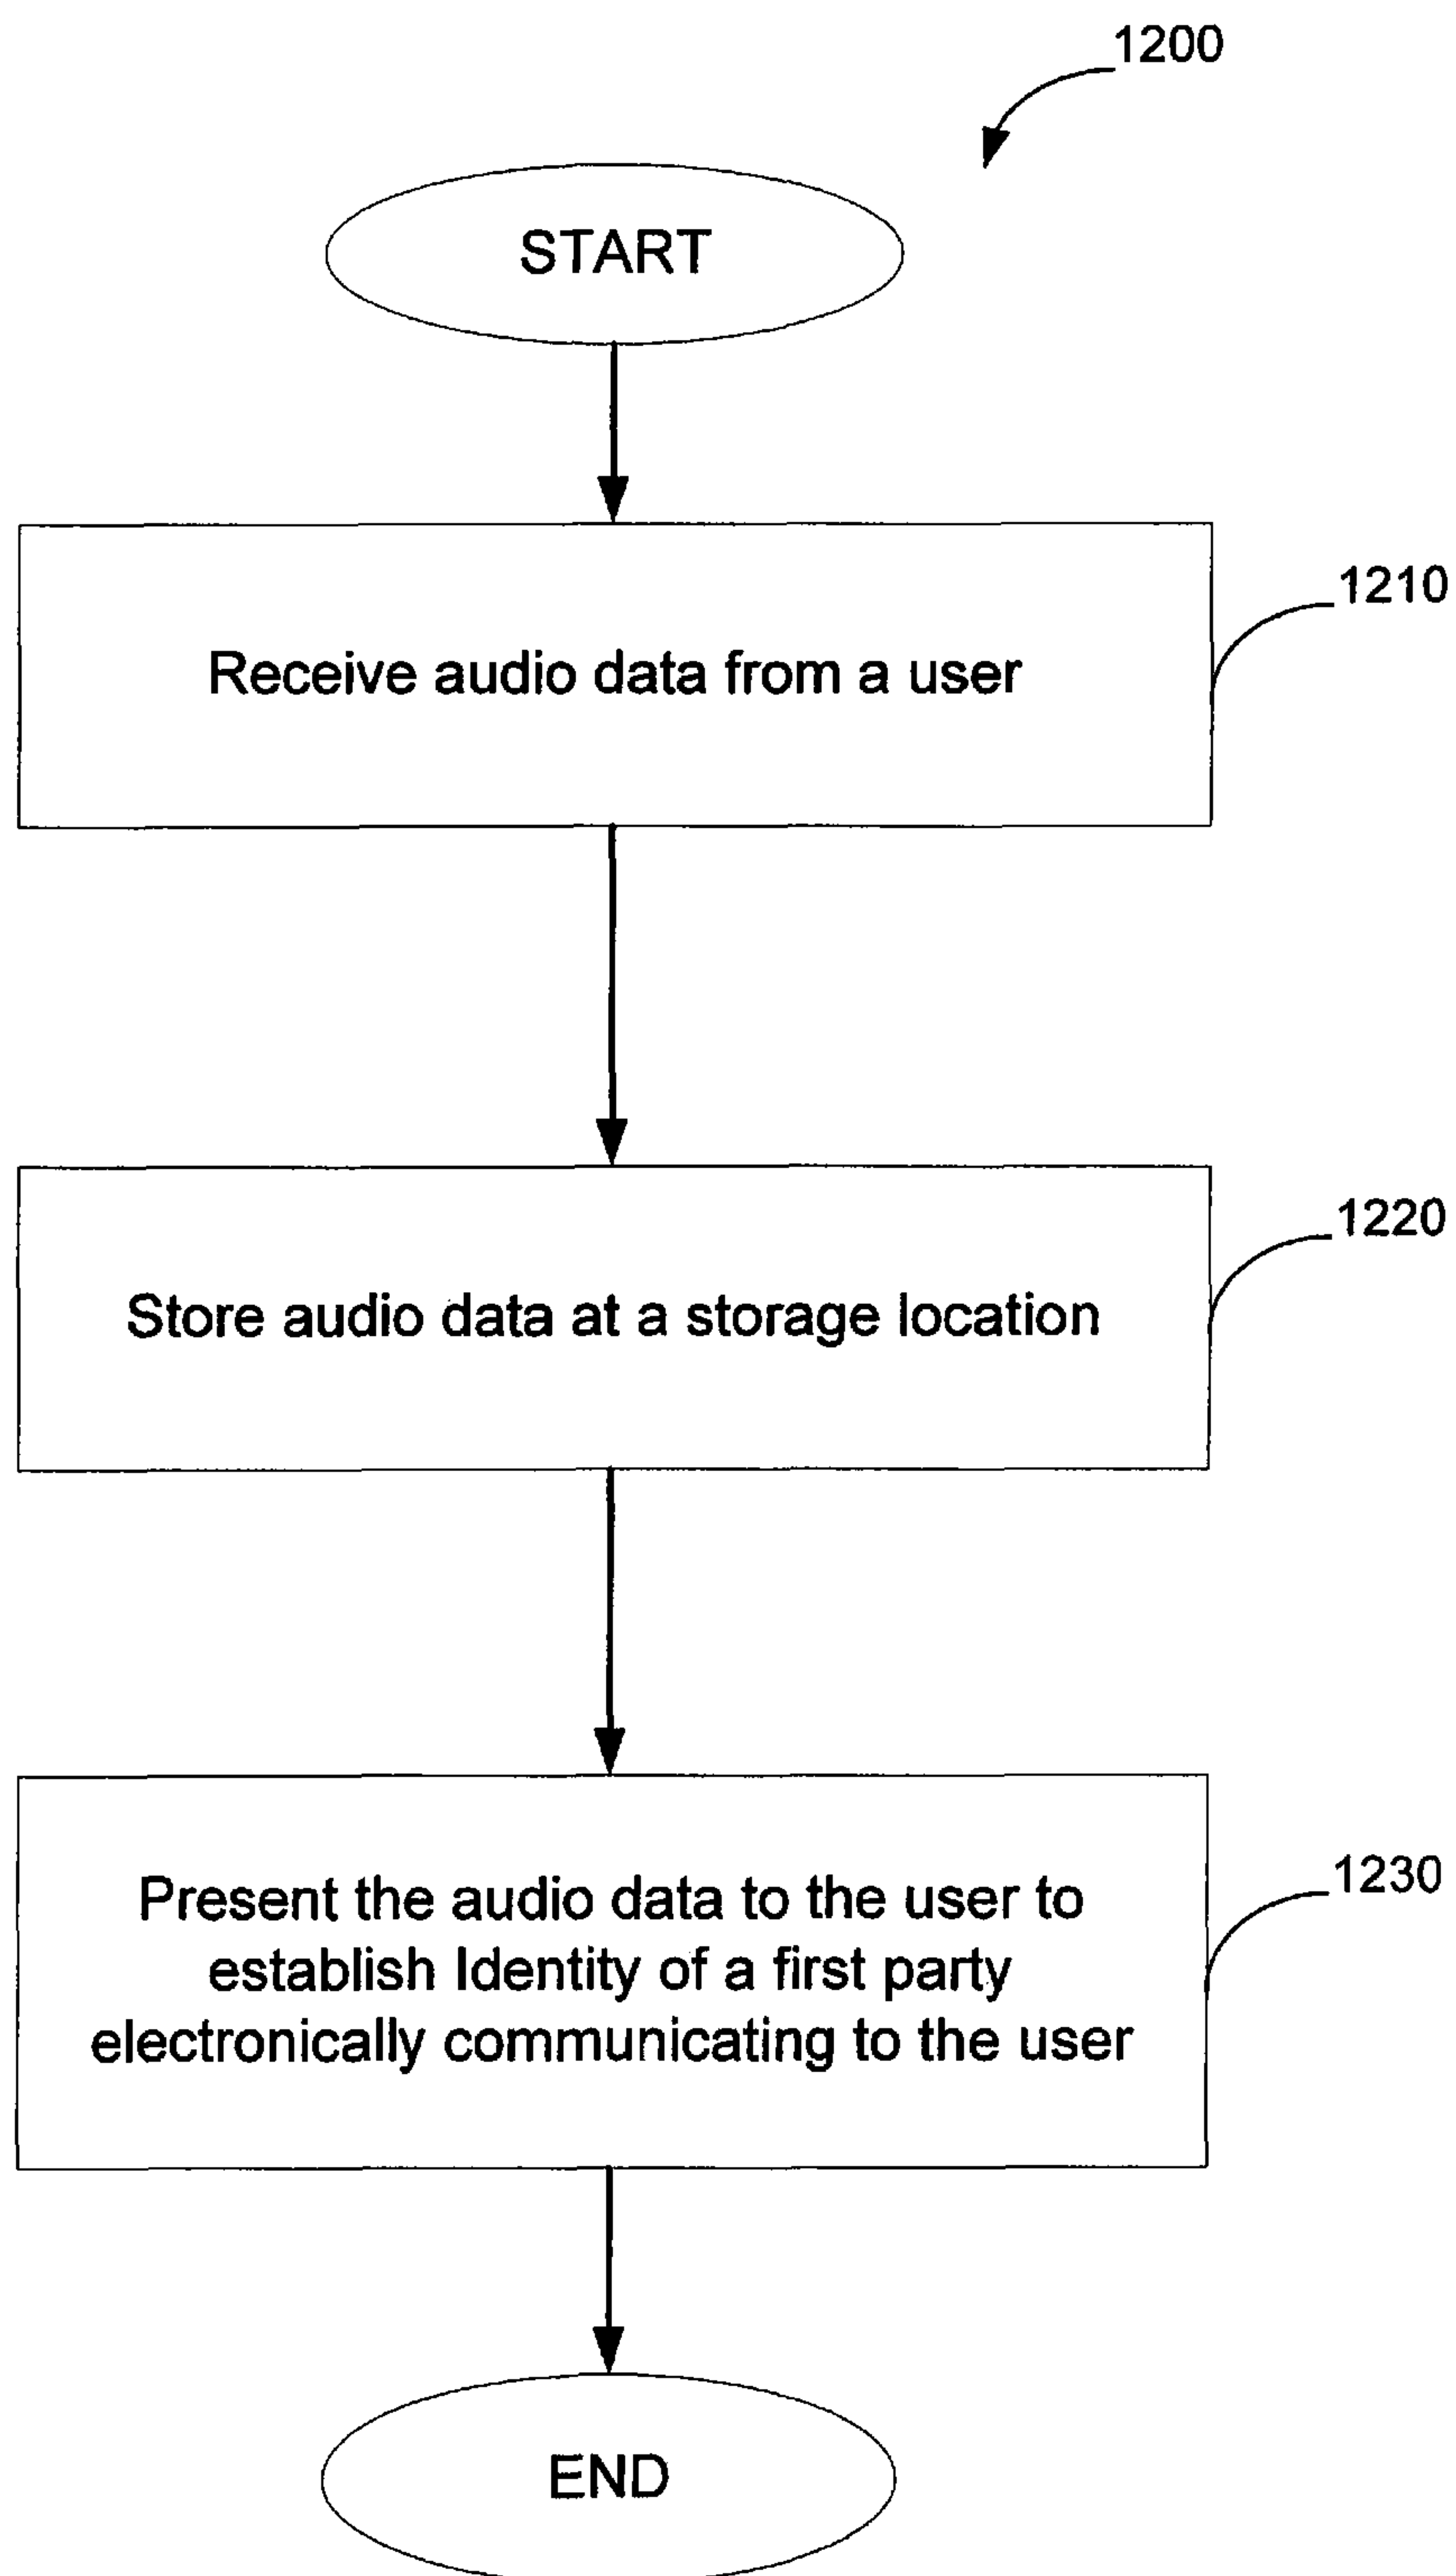 1200
START
Receive audio data from a user
1210
Store audio data at a storage location
1220
Present the audio data to the user to
establish Identity of a first party
electronically communicating to the user
1230
END